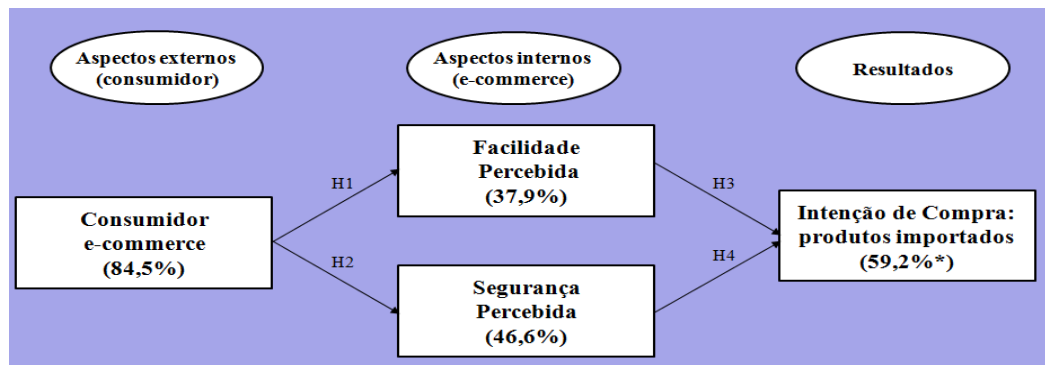 Aspectos externos
(consumidor)
Aspectos internos
(e-commerce)
Resultados
Consumidor
e-commerce
(84,5%)
H1
H2
Facilidade
Percebida
(37,9%)
Segurança
Percebida
(46,6%)
H3
H4
Intenção de Compra:
produtos importados
(59,2%*)